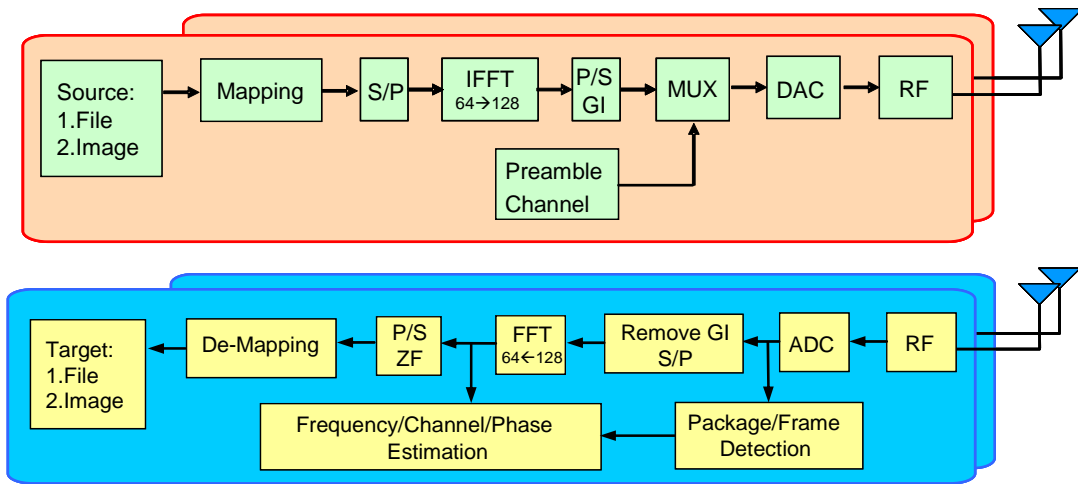 Source:
1.File
2.Image
Mapping
S/P
IFFT
64→128
P/S
GI
MUX
DAC
RF
Preamble
Channel
Target:
1.File
2.Image
De-Mapping
P/S
ZF
FFT
64←128
Remove GI
S/P
ADC
RF
Frequency/Channel/Phase
Estimation
Package/Frame
Detection